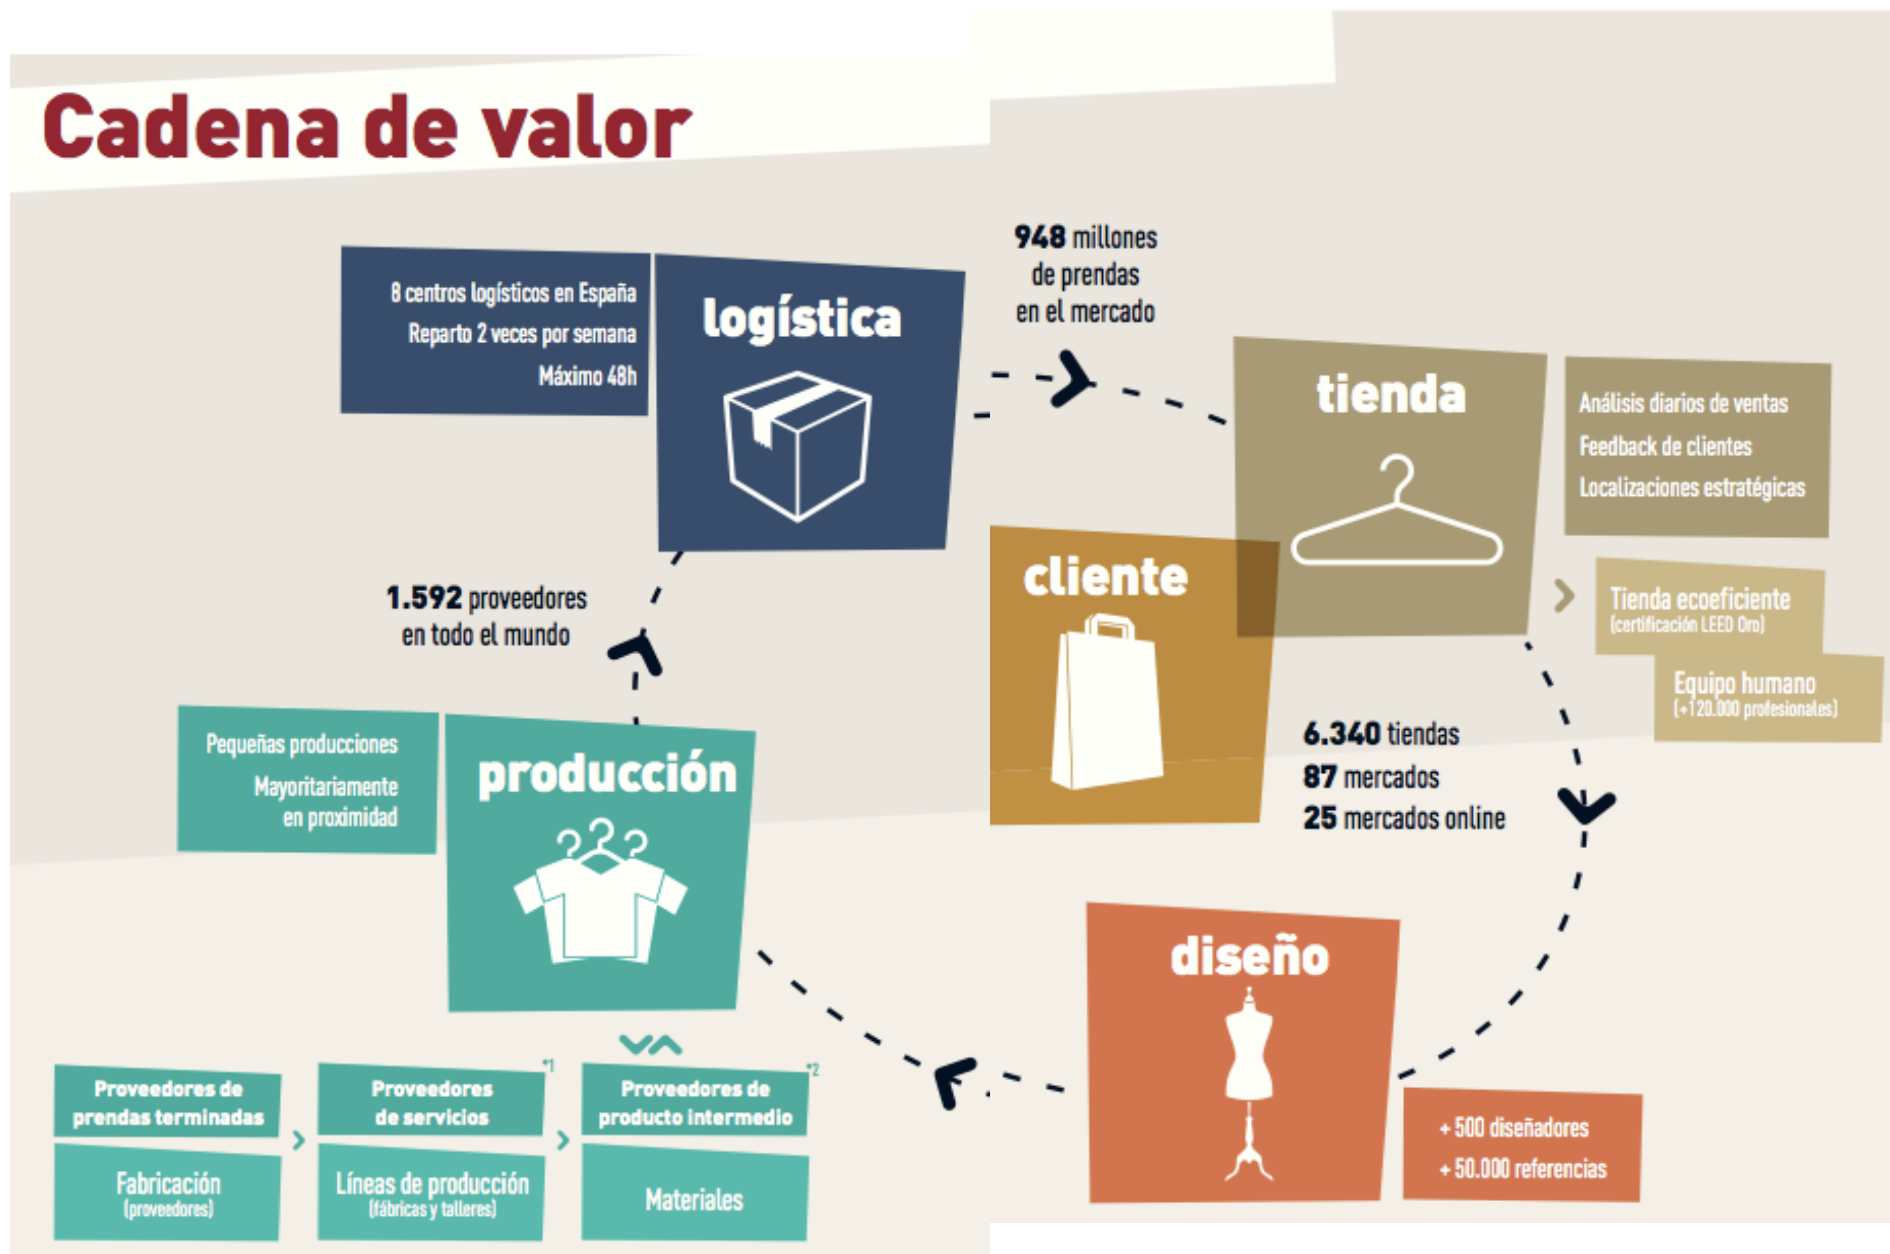 Cadena de valor
8 centros logísticos en España
Reparto 2 veces por semana
Máximo 48h
logística
948 millones
de prendas
en el mercado
tienda
Análisis diarios de ventas
Feedback de clientes
Localizaciones estratégicas
Tienda ecoeficiente
(certificación LEED Oro)
Equipo humano
(+120.000 profesionales)
cliente
6.340 tiendas
87 mercados
25 mercados online
1.592 proveedores
en todo el mundo
Pequeñas producciones
Mayoritariamente
en proximidad
producción
diseño
+ 500 diseñadores
+ 50.000 referencias
Proveedores de
prendas terminadas
Fabricación
(proveedores)
*1
Proveedores
de servicios
Líneas de producción
(fábricas y talleres)
*2
Proveedores de
producto intermedio
Materiales